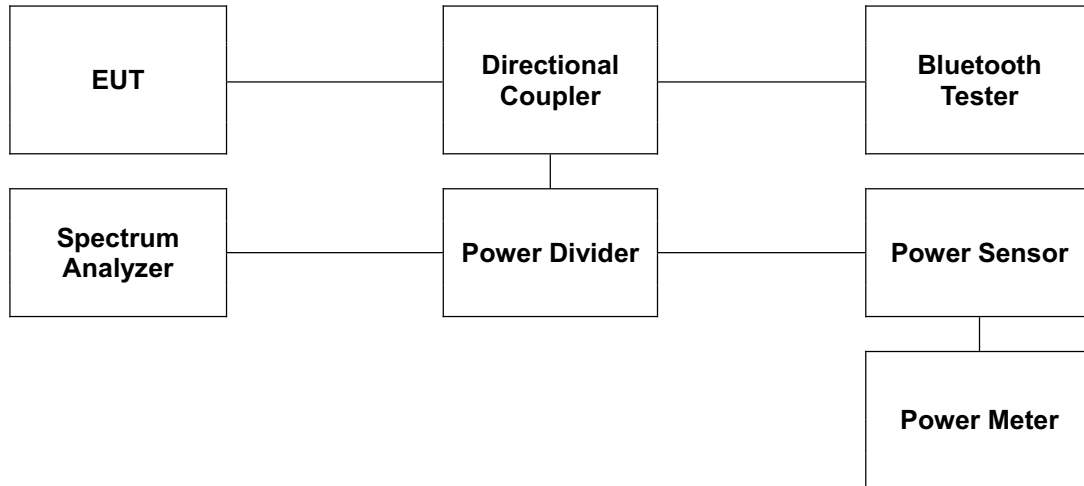 EUT
Directional
Coupler
Bluetooth
Tester
Spectrum
Analyzer
Power Divider
Power Sensor
Power Meter